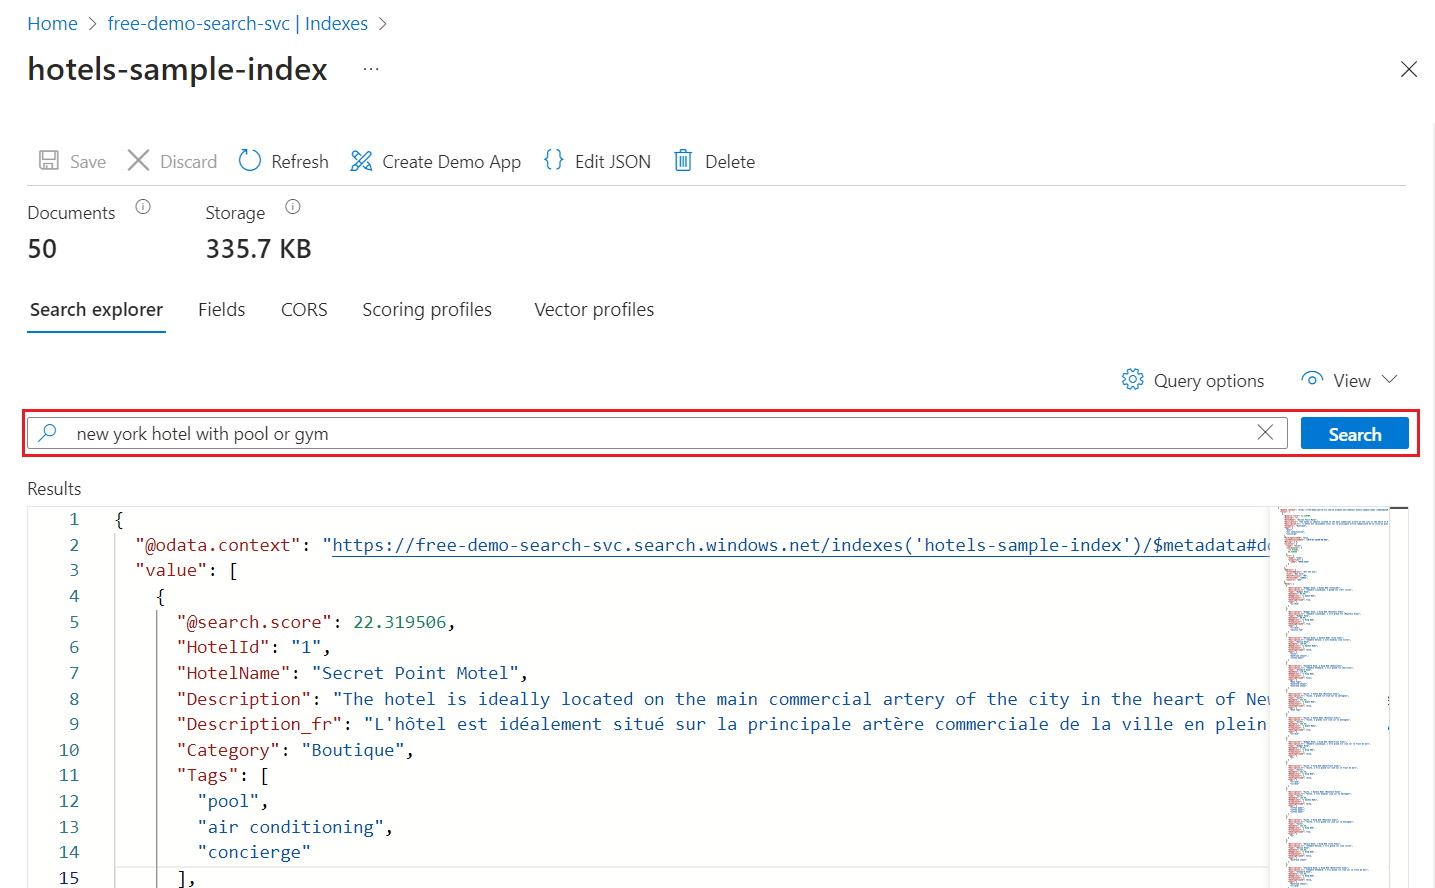 Home > free-demo-search-svc | Indexes >
hotels-sample-index ...
Save Discard Refresh Create Demo App {} Edit JSON Delete
Documents Storage
50 335.7 KB
Search explorer Fields CORS Scoring profiles Vector profiles
Query options View
new york hotel with pool or gym Search
Results
1 {
2 "@odata.context": "https://free-demo-search-svc.search.windows.net/indexes('hotels-sample-index')/$metadata#do
3 "value": [
4 {
5 "@search.score": 22.319506,
6 "HotelId": "1",
7 "HotelName": "Secret Point Motel",
8 "Description": "The hotel is ideally located on the main commercial artery of the city in the heart of New
9 "Description_fr": "L'hôtel est idéalement situé sur la principale artère commerciale de la ville en plein
10 "Category": "Boutique",
11 "Tags": [
12 "pool",
13 "air conditioning",
14 "concierge"
15 ],